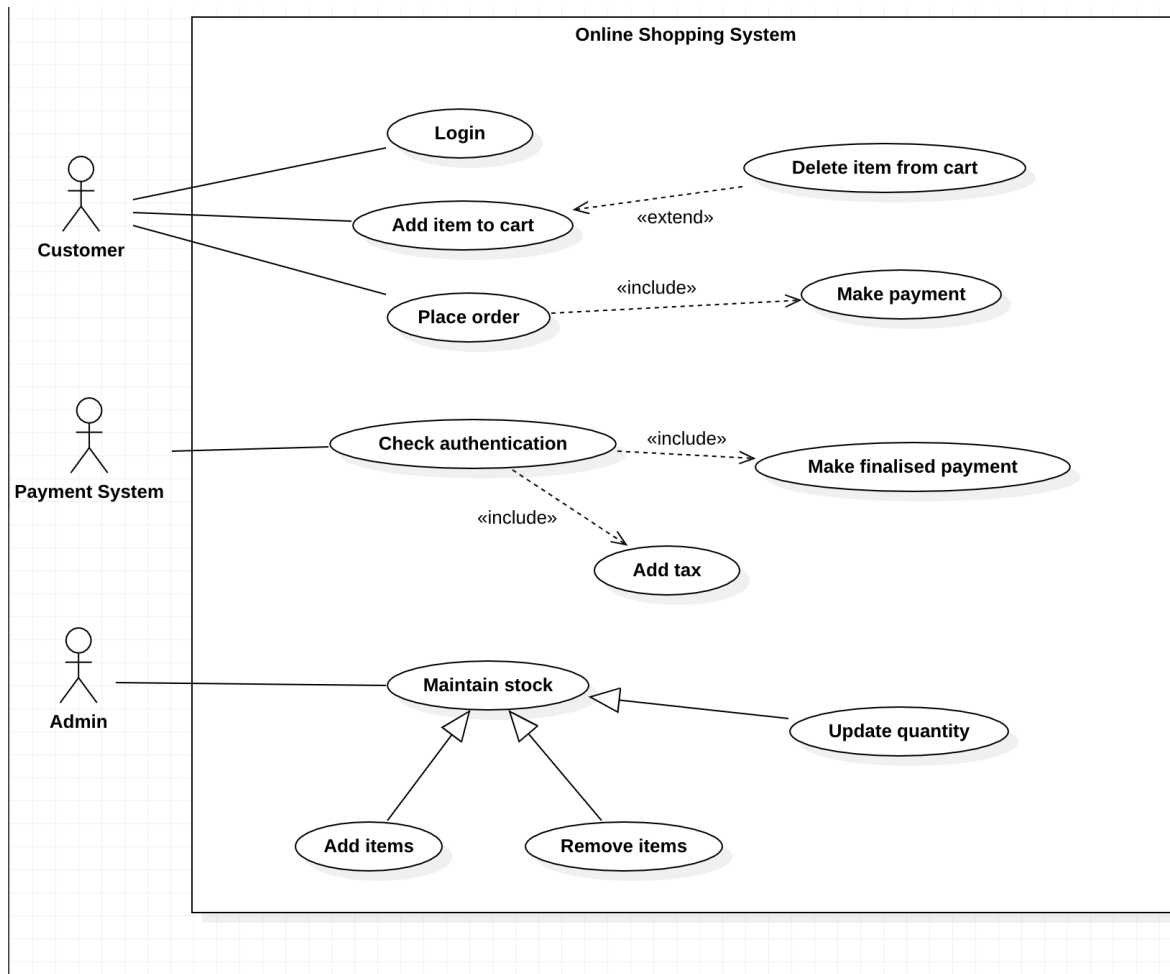 Online Shopping System
Login
Delete item from cart
Add item to cart
«extend»
Customer
«include»
Make payment
Place order
Check authentication
«include»
Make finalised payment
Payment System
«include»
Add tax
Maintain stock
Admin
Update quantity
Add items
Remove items